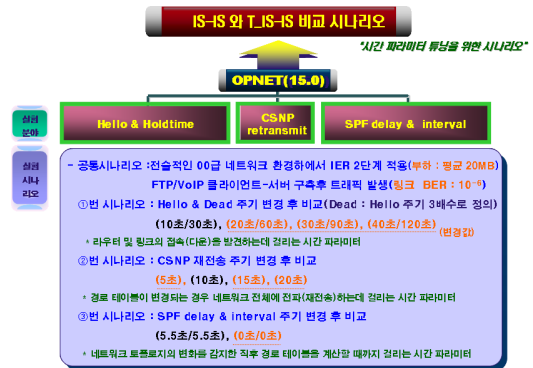 IS-IS 와 T_IS-IS 비교 시나리오
"시간 파라미터 튜닝을 위한 시나리오"
OPNET(15.0)
실험
분야
Hello & Holdtime
CSNP
retransmit
SPF delay & interval
실험
시나
리오
- 공통시나리오 :전술적인 00급 네트워크 환경하에서 IER 2단계 적용(부하 : 평균 20MB)
FTP/VoIP 클라이언트-서버 구축후 트래픽 발생(링크 BER : 10⁻⁶)
①번 시나리오 : Hello & Dead 주기 변경 후 비교(Dead : Hello 주기 3배수로 정의)
(10초/30초), (20초/60초), (30초/90초), (40초/120초) (변경값)
* 라우터 및 링크의 접속(다운)을 발견하는데 걸리는 시간 파라미터
②번 시나리오 : CSNP 재전송 주기 변경 후 비교
(5초), (10초), (15초), (20초)
* 경로 테이블이 변경되는 경우 네트워크 전체에 전파(재전송)하는데 걸리는 시간 파라미터
③번 시나리오 : SPF delay & interval 주기 변경 후 비교
(5.5초/5.5초), (0초/0초)
* 네트워크 토폴로지의 변화를 감지한 직후 경로 테이블을 계산할 때까지 걸리는 시간 파라미터